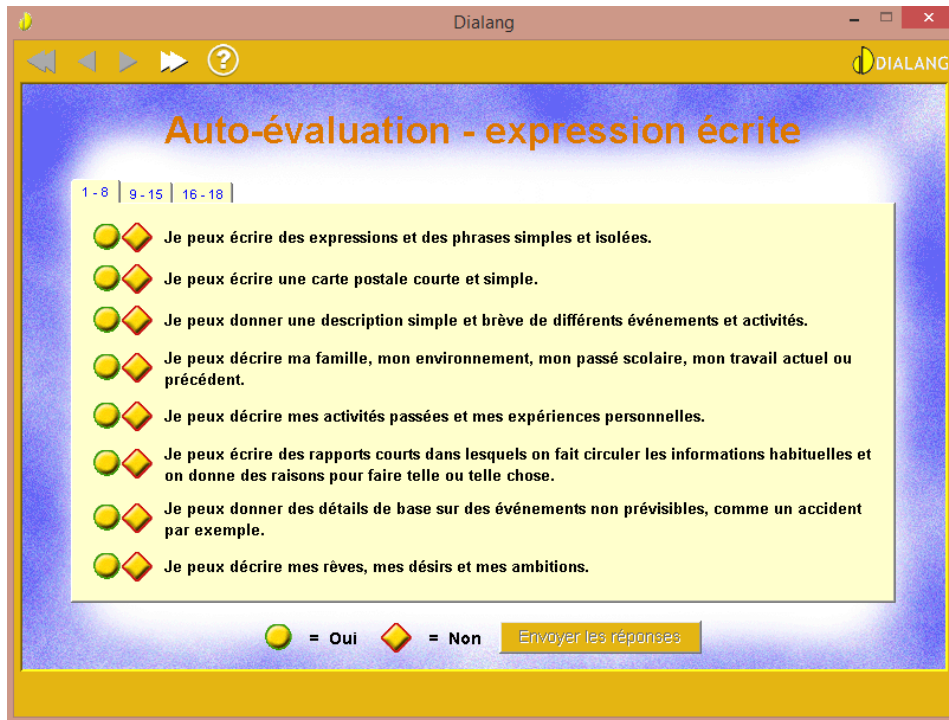 Dialang
DIALANG
Auto-évaluation - expression écrite
1 - 8
9 - 15
16 - 18
Je peux écrire des expressions et des phrases simples et isolées.
Je peux écrire une carte postale courte et simple.
Je peux donner une description simple et brève de différents événements et activités.
Je peux décrire ma famille, mon environnement, mon passé scolaire, mon travail actuel ou
précédent.
Je peux décrire mes activités passées et mes expériences personnelles.
Je peux écrire des rapports courts dans lesquels on fait circuler les informations habituelles et
on donne des raisons pour faire telle ou telle chose.
Je peux donner des détails de base sur des événements non prévisibles, comme un accident
par exemple.
Je peux décrire mes rêves, mes désirs et mes ambitions.
= Oui = Non Envoyer les réponses